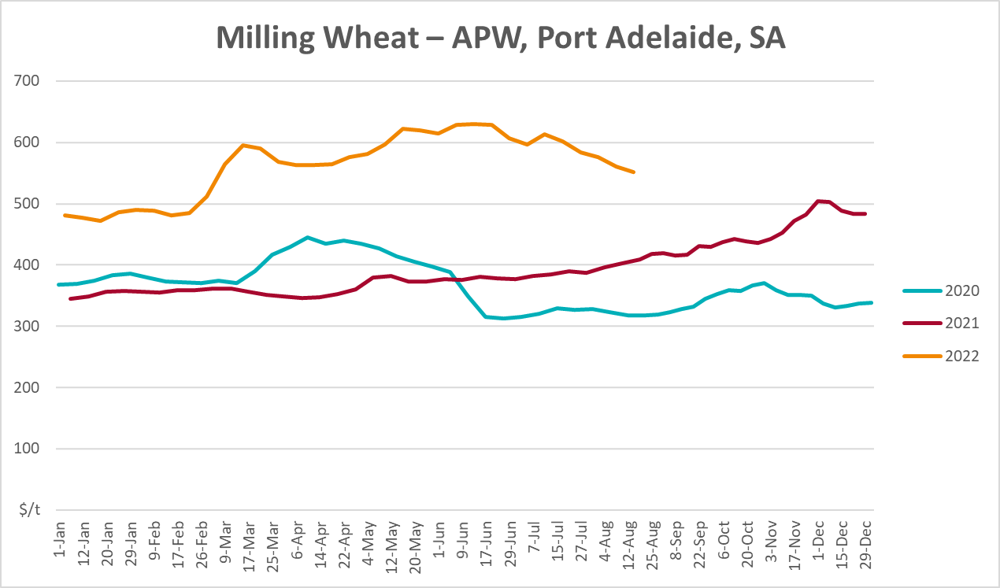 Milling Wheat – APW, Port Adelaide, SA
700
600
500
400
300
200
100
$/t
1-Jan
12-Jan
20-Jan
29-Jan
9-Feb
17-Feb
26-Feb
9-Mar
17-Mar
25-Mar
6-Apr
14-Apr
22-Apr
4-May
12-May
20-May
1-Jun
9-Jun
17-Jun
29-Jun
7-Jul
15-Jul
27-Jul
4-Aug
12-Aug
25-Aug
8-Sep
22-Sep
6-Oct
20-Oct
3-Nov
17-Nov
1-Dec
15-Dec
29-Dec
2020
2021
2022